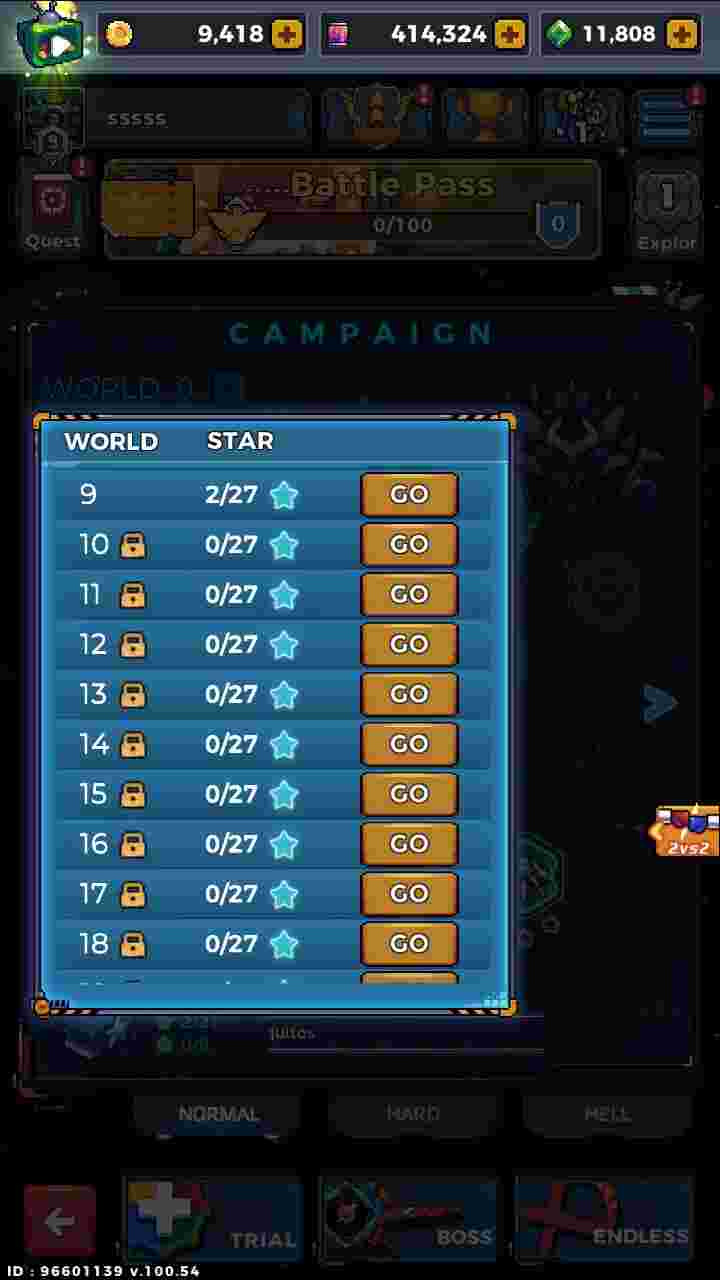 9,418 414,324 11,808
19 sssss 1
Battle Pass 1
0/100 0
Quest Explor
CAMPAIGN
WORLD 9
WORLD STAR
9 2/27 GO
10 0/27 GO
11 0/27 GO
12 0/27 GO
13 0/27 GO
14 0/27 GO
15 0/27 GO
16 0/27 GO
17 0/27 GO
18 0/27 GO
2vs2
NORMAL HARD HELL
TRIAL BOSS ENDLESS
ID : 96601139 v.100.54